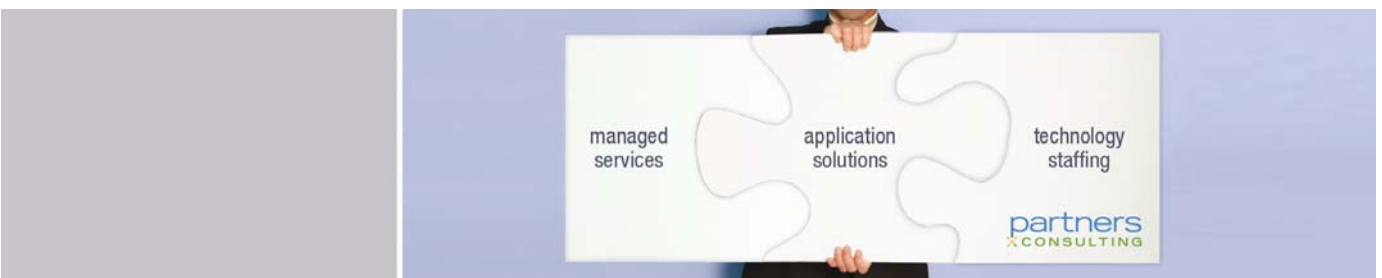 managed
services
application
solutions
technology
staffing
partners
CONSULTING